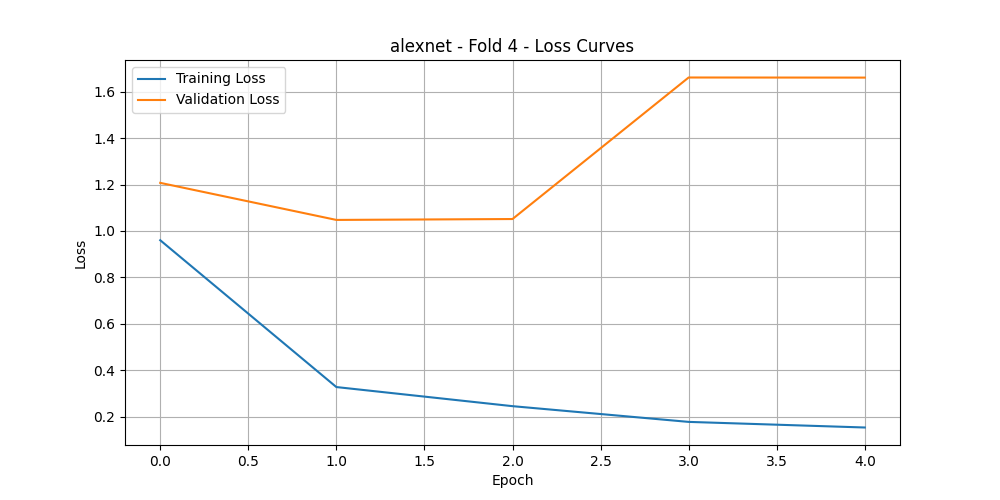 alexnet - Fold 4 - Loss Curves
Training Loss
Validation Loss
1.6
1.4
1.2
1.0
0.8
0.6
0.4
0.2
Loss
0.0 0.5 1.0 1.5 2.0 2.5 3.0 3.5 4.0
Epoch